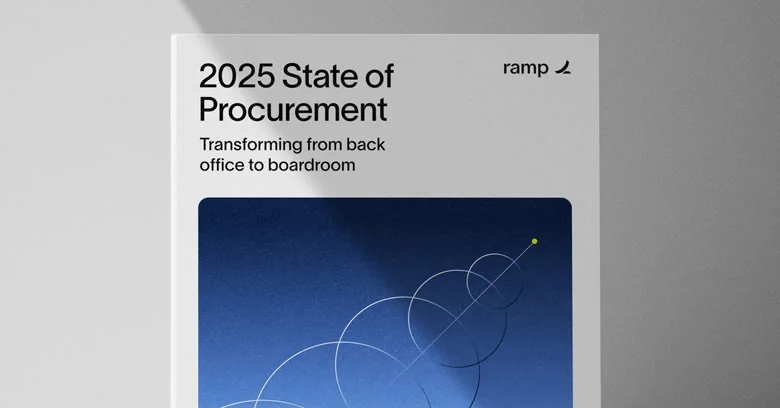 2025 State of
Procurement
ramp
Transforming from back
office to boardroom